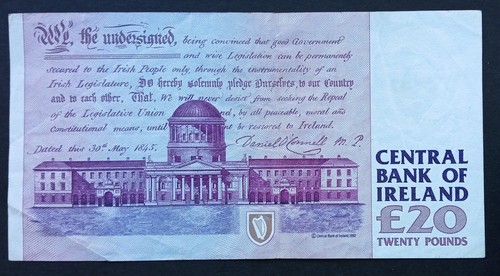 We, the undersigned, being convinced that good Government
and wise Legislation can be permanently
secured to the Irish People only through the instrumentality of
an Irish Legislature, Do hereby solemnly pledge Ourselves to our Country
and to each other, That, We will never desist from seeking the Repeal
of the Legislative Union by all peaceable, moral and
Constitutional means, until be restored to Ireland.
Dated this 30th May 1845. Daniel O'Connell M.P.
CENTRAL
BANK OF
IRELAND
£20
TWENTY POUNDS
© Central Bank of Ireland